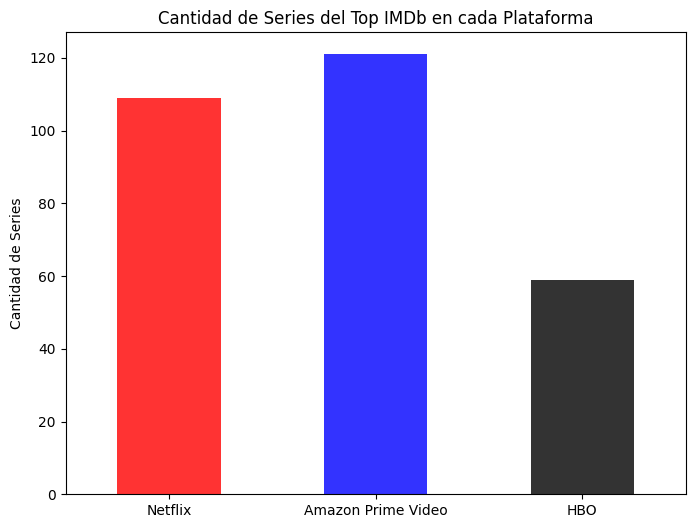 Cantidad de Series del Top IMDb en cada Plataforma
Cantidad de Series
120
100
80
60
40
20
0
Netflix
Amazon Prime Video
HBO